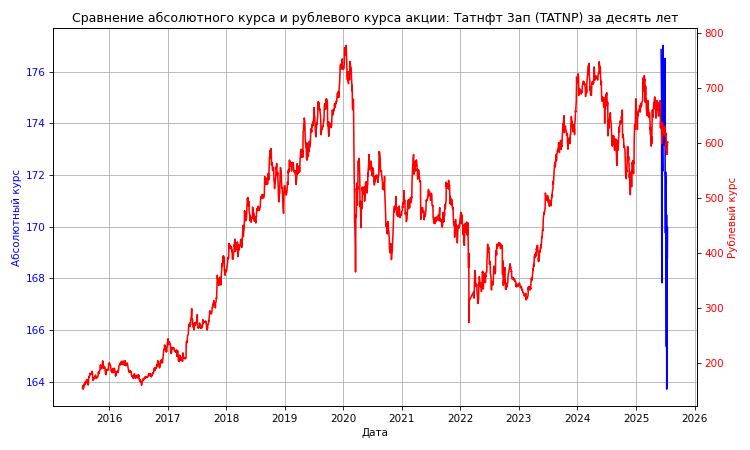 Сравнение абсолютного курса и рублевого курса акции: Татнфт 3ап (TATNP) за десять лет
Абсолютный курс
176
174
172
170
168
166
164
800
700
600
500
400
300
200
Рублевый курс
2016 2017 2018 2019 2020 2021 2022 2023 2024 2025 2026
Дата